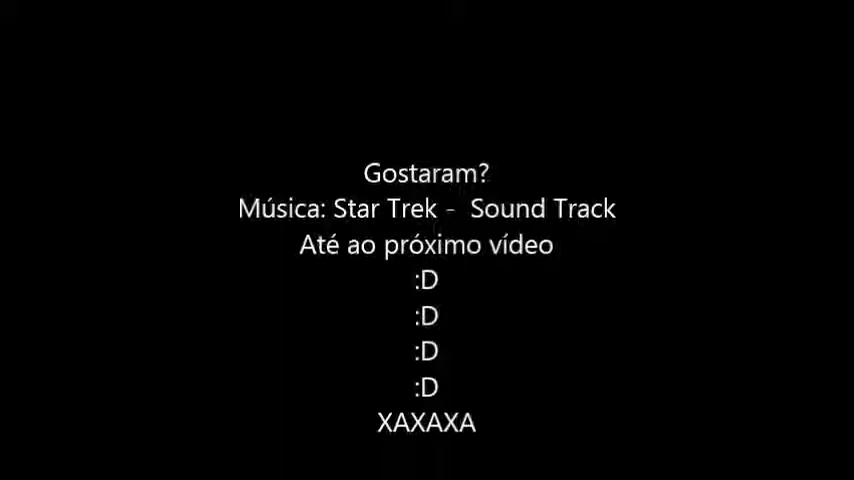 Gostaram?
Música: Star Trek -  Sound Track
Até ao próximo vídeo
:D
:D
:D
:D
XAXAXA